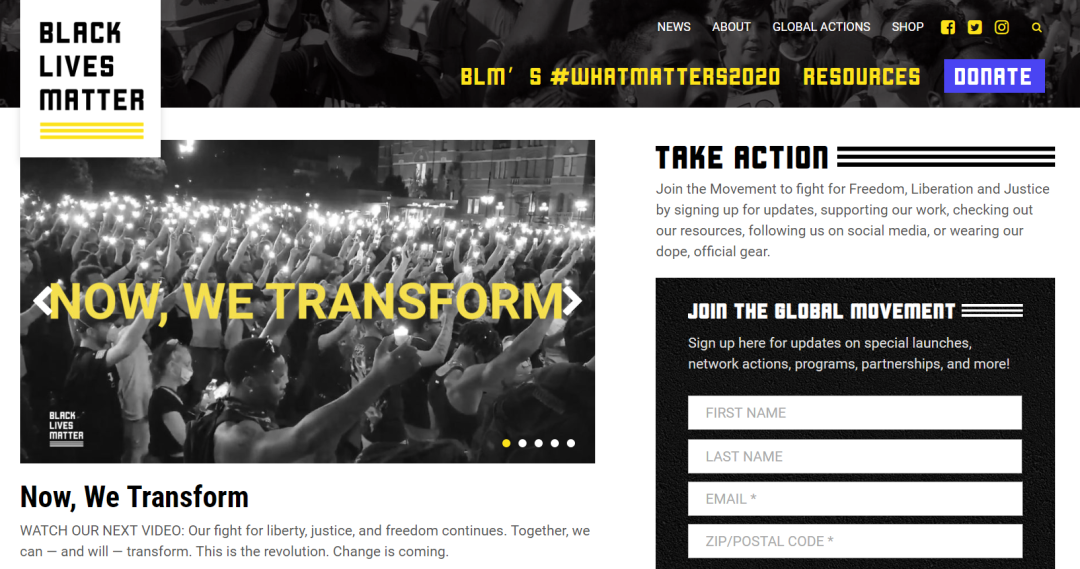 BLACK
LIVES
MATTER
NEWS ABOUT GLOBAL ACTIONS SHOP
BLM' S #WHATMATTERS2020 RESOURCES DONATE
NOW, WE TRANSFORM
BLACK
LIVES
MATTER
Now, We Transform
WATCH OUR NEXT VIDEO: Our fight for liberty, justice, and freedom continues. Together, we
can — and will — transform. This is the revolution. Change is coming.
TAKE ACTION
Join the Movement to fight for Freedom, Liberation and Justice
by signing up for updates, supporting our work, checking out
our resources, following us on social media, or wearing our
dope, official gear.
JOIN THE GLOBAL MOVEMENT
Sign up here for updates on special launches,
network actions, programs, partnerships, and more!
FIRST NAME
LAST NAME
EMAIL *
ZIP/POSTAL CODE *